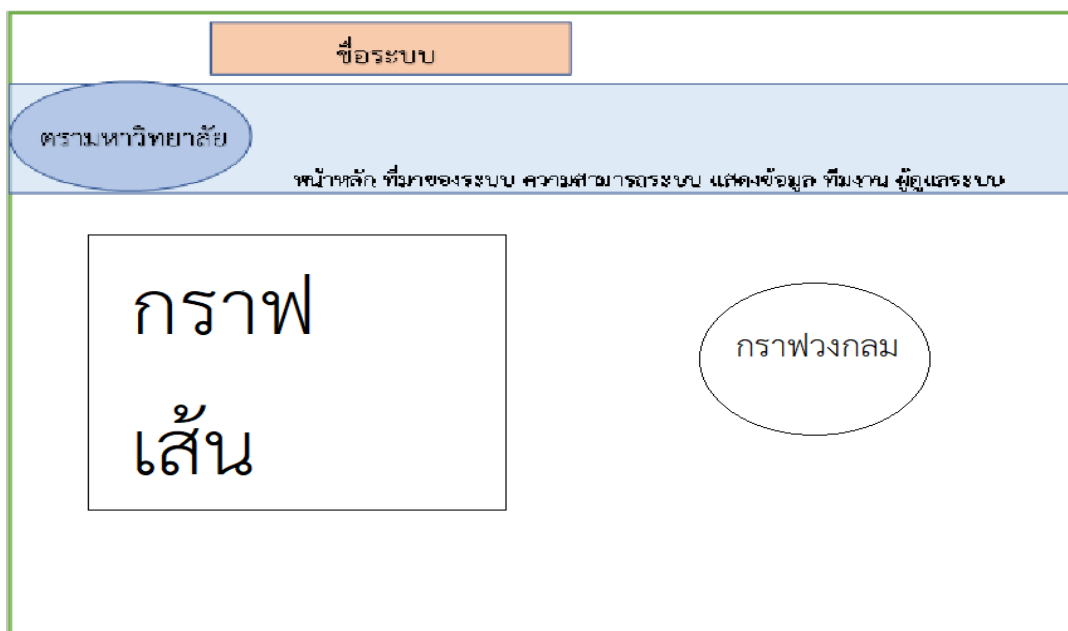 ชื่อระบบ
ตรามหาวิทยาลัย
หน้าหลัก ที่มาของระบบ ความสามารถระบบ แสดงข้อมูล ทีมงาน ผู้ดูแลระบบ
กราฟ
เส้น
กราฟวงกลม